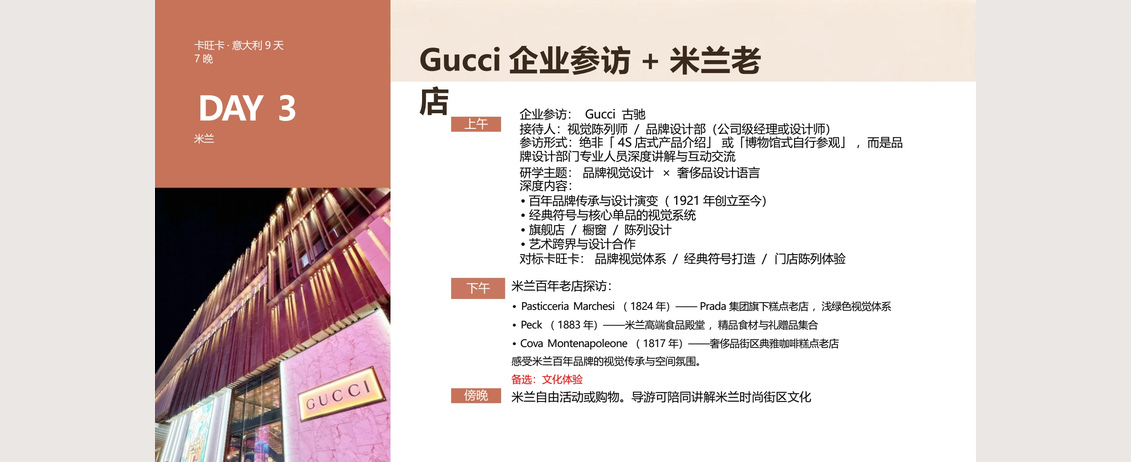 卡旺卡 · 意大利 9 天
7 晚
DAY 3
米兰
GUCCI
Gucci 企业参访 + 米兰老
店
上午
企业参访： Gucci 古驰
接待人：视觉陈列师 / 品牌设计部（公司级经理或设计师）
参访形式：绝非「 4S 店式产品介绍」 或「博物馆式自行参观」 ，而是品
牌设计部门专业人员深度讲解与互动交流
研学主题： 品牌视觉设计 × 奢侈品设计语言
深度内容：
• 百年品牌传承与设计演变（ 1921 年创立至今）
• 经典符号与核心单品的视觉系统
• 旗舰店 / 橱窗 / 陈列设计
• 艺术跨界与设计合作
对标卡旺卡： 品牌视觉体系 / 经典符号打造 / 门店陈列体验
下午
米兰百年老店探访：
• Pasticceria Marchesi （ 1824 年）—— Prada 集团旗下糕点老店 ，浅绿色视觉体系
• Peck （ 1883 年）——米兰高端食品殿堂 ，精品食材与礼赠品集合
• Cova Montenapoleone （ 1817 年）——奢侈品街区典雅咖啡糕点老店
感受米兰百年品牌的视觉传承与空间氛围。
备选：文化体验
傍晚
米兰自由活动或购物。导游可陪同讲解米兰时尚街区文化